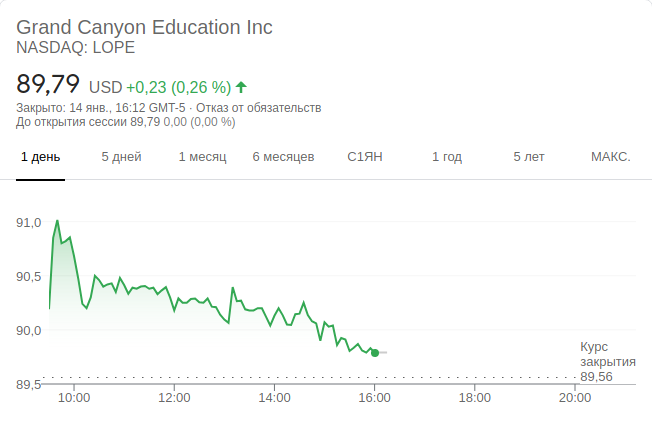 Grand Canyon Education Inc
NASDAQ: LOPE
89,79 USD +0,23 (0,26 %)
Закрыто: 14 янв., 16:12 GMT-5 · Отказ от обязательств
До открытия сессии 89,79 0,00 (0,00 %)
1 день 5 дней 1 месяц 6 месяцев С1ЯН 1 год 5 лет МАКС.
91,0
90,5
90,0
Курс
закрытия
89,56
89,5
10:00 12:00 14:00 16:00 18:00 20:00